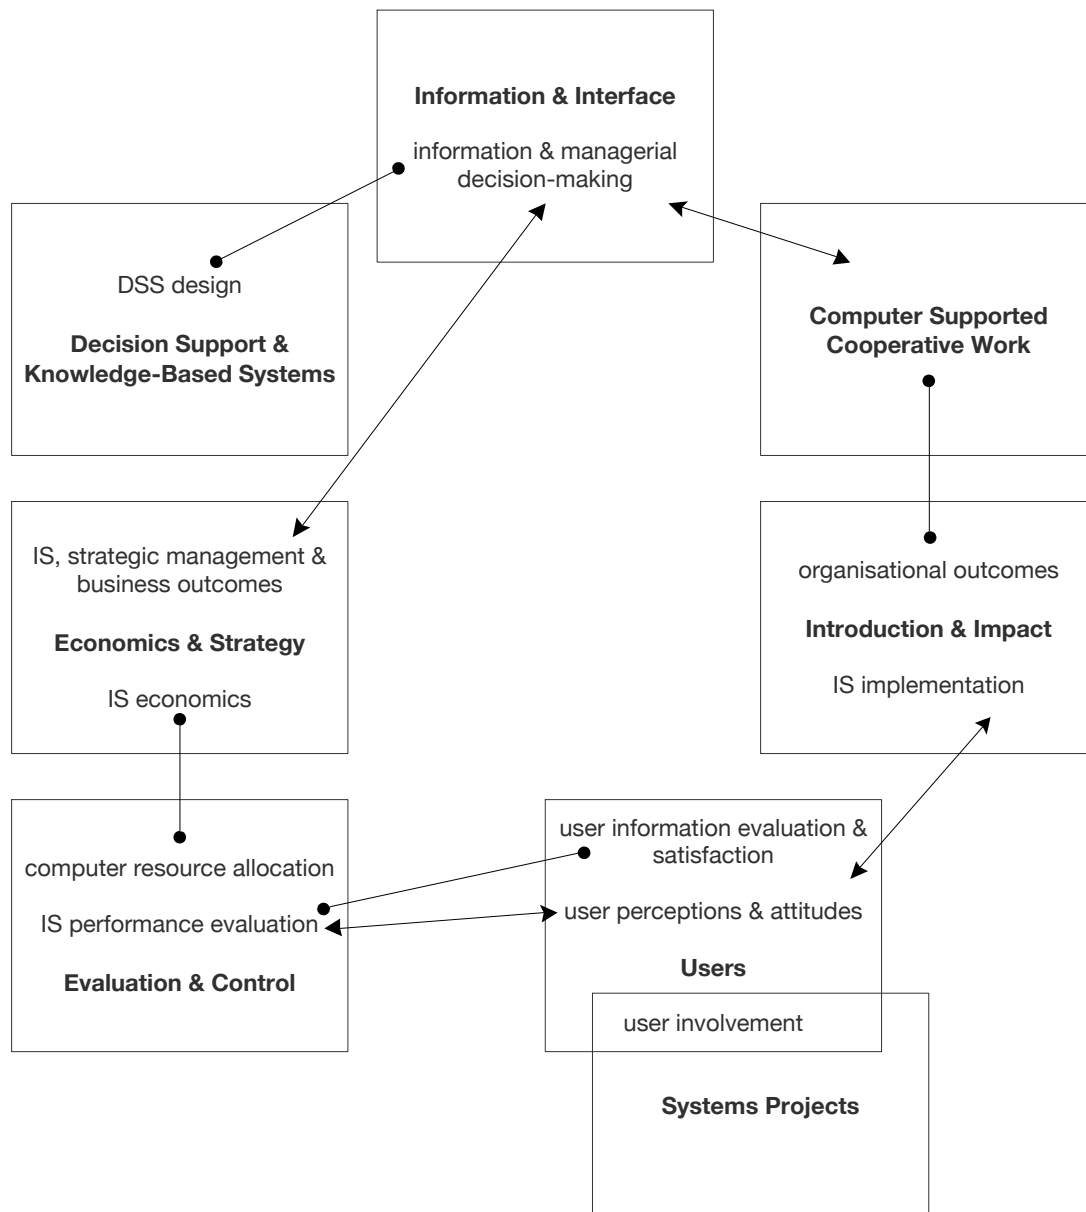 Information & Interface
information & managerial
decision-making
DSS design
Decision Support &
Knowledge-Based Systems
Computer Supported
Cooperative Work
IS, strategic management &
business outcomes
Economics & Strategy
IS economics
organisational outcomes
Introduction & Impact
IS implementation
computer resource allocation
IS performance evaluation
Evaluation & Control
user information evaluation &
satisfaction
user perceptions & attitudes
Users
user involvement
Systems Projects